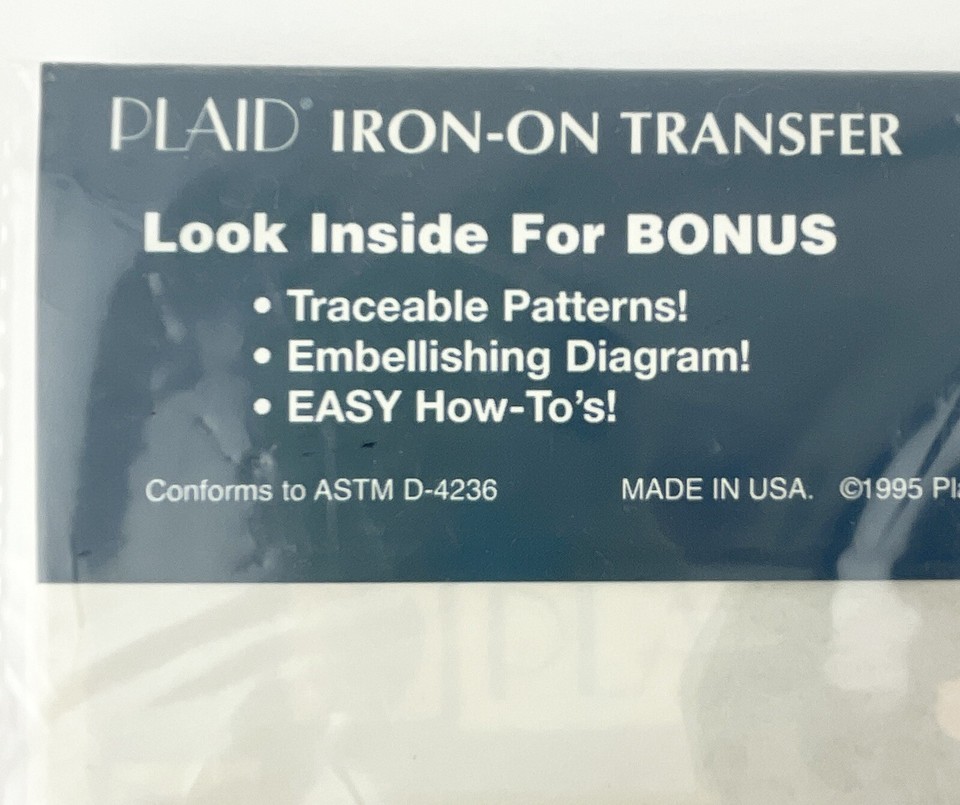 PLAID® IRON-ON TRANSFER
Look Inside For BONUS
• Traceable Patterns!
• Embellishing Diagram!
• EASY How-To's!
Conforms to ASTM D-4236 MADE IN USA. ©1995